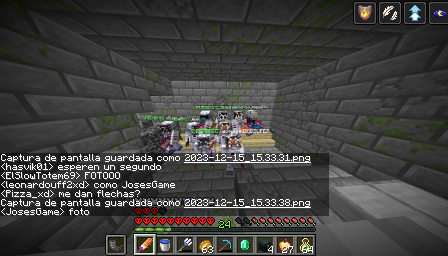 Captura de pantalla guardada como 2023-12-15_15.33.31.png
<hasvik01> esperen un segundo
<ElSlowTotem69> FOTOOO
<leonardouff2xd> como JosesGame
<Pizza_xd> me dan flechas?
Captura de pantalla guardada como 2023-12-15_15.33.38.png
<JosesGame> foto
24
63
4
27
64